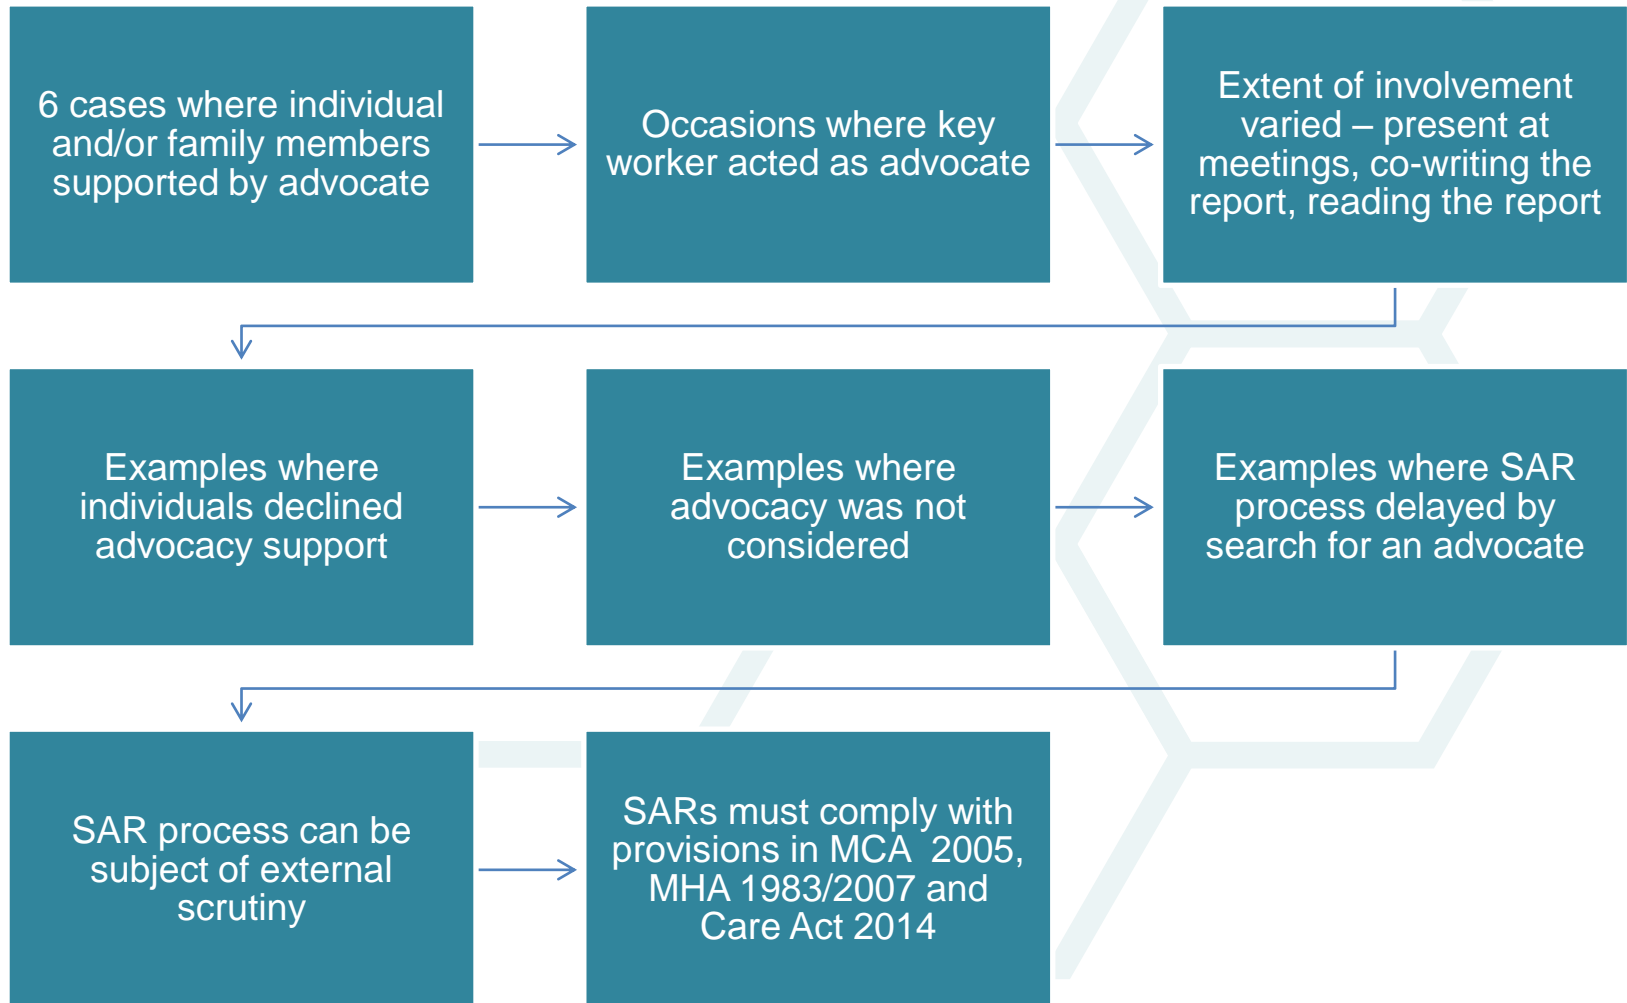 6 cases where individual
and/or family members
supported by advocate
Occasions where key
worker acted as advocate
Extent of involvement
varied – present at
meetings, co-writing the
report, reading the report
Examples where
individuals declined
advocacy support
Examples where
advocacy was not
considered
Examples where SAR
process delayed by
search for an advocate
SAR process can be
subject of external
scrutiny
SARs must comply with
provisions in MCA 2005,
MHA 1983/2007 and
Care Act 2014